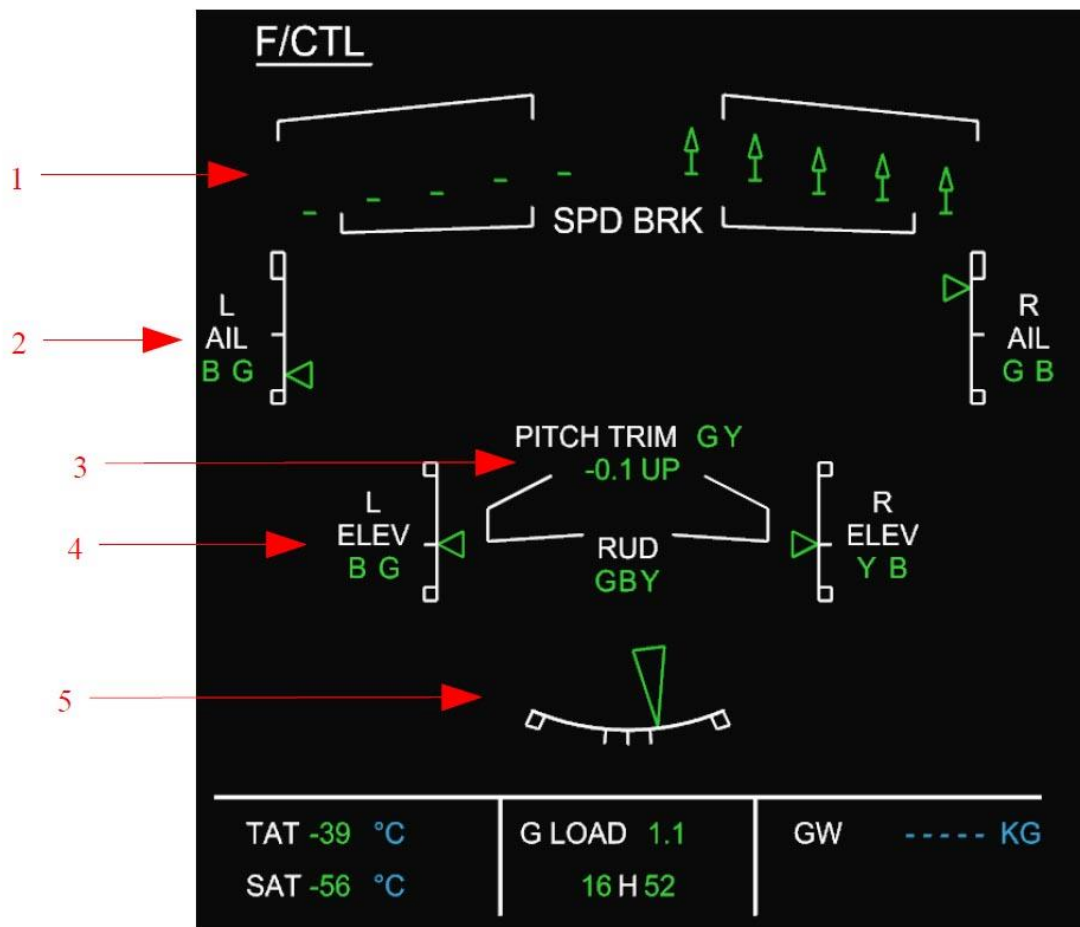 F/CTL
1
SPD BRK
2
L
AIL
B G
R
AIL
G B
3
PITCH TRIM G Y
-0.1 UP
4
L
ELEV
B G
RUD
G B Y
R
ELEV
Y B
5
TAT -39 °C
SAT -56 °C
G LOAD 1.1
16 H 52
GW ----- KG